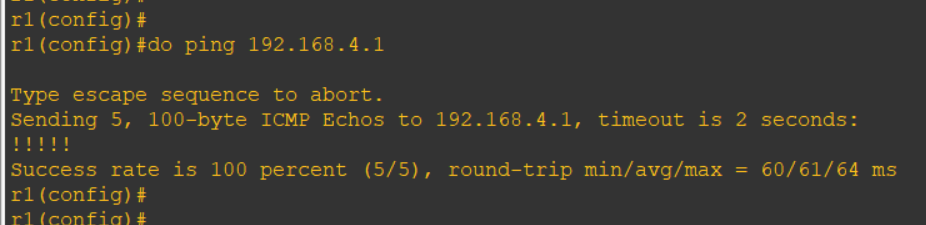 r1(config)#
r1(config)#do ping 192.168.4.1
Type escape sequence to abort.
Sending 5, 100-byte ICMP Echos to 192.168.4.1, timeout is 2 seconds:
!!!!!
Success rate is 100 percent (5/5), round-trip min/avg/max = 60/61/64 ms
r1(config)#
r1(config)#